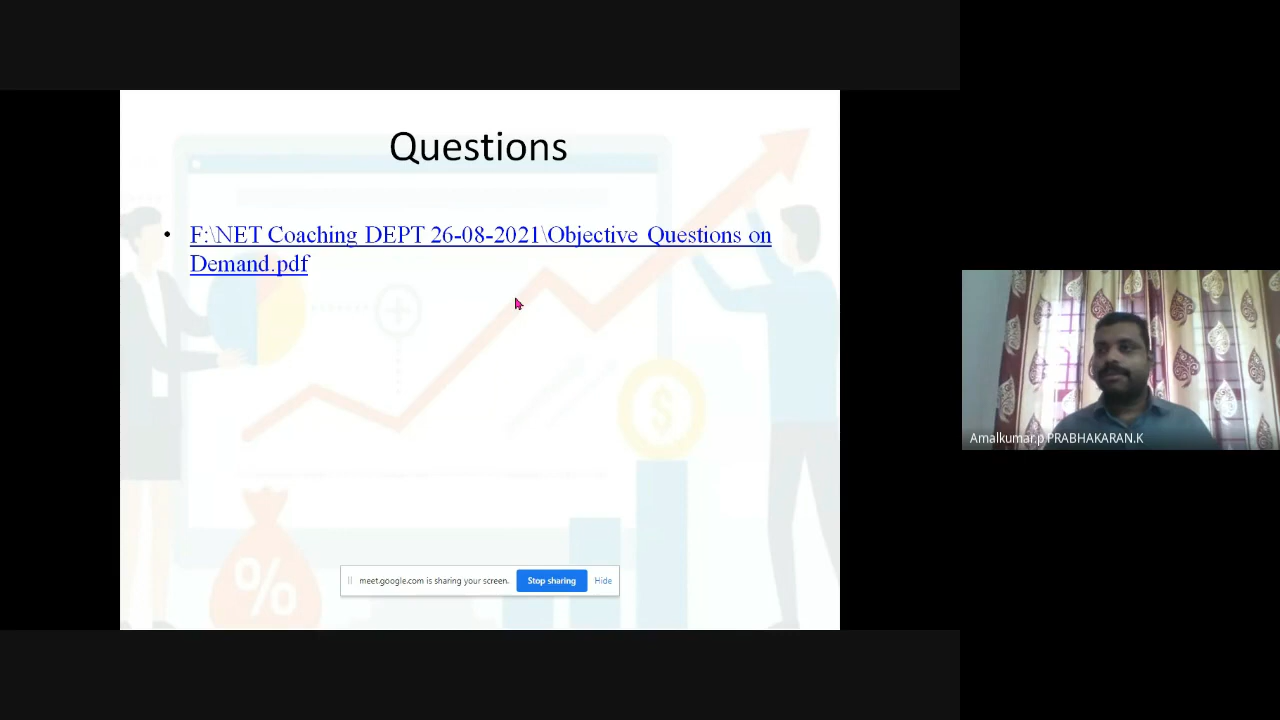 Questions
• F:\NET Coaching DEPT 26-08-2021\Objective Questions on
Demand.pdf
%
$
meet.google.com is sharing your screen.
Stop sharing
Hide
Amalkumar.p PRABHAKARAN.K